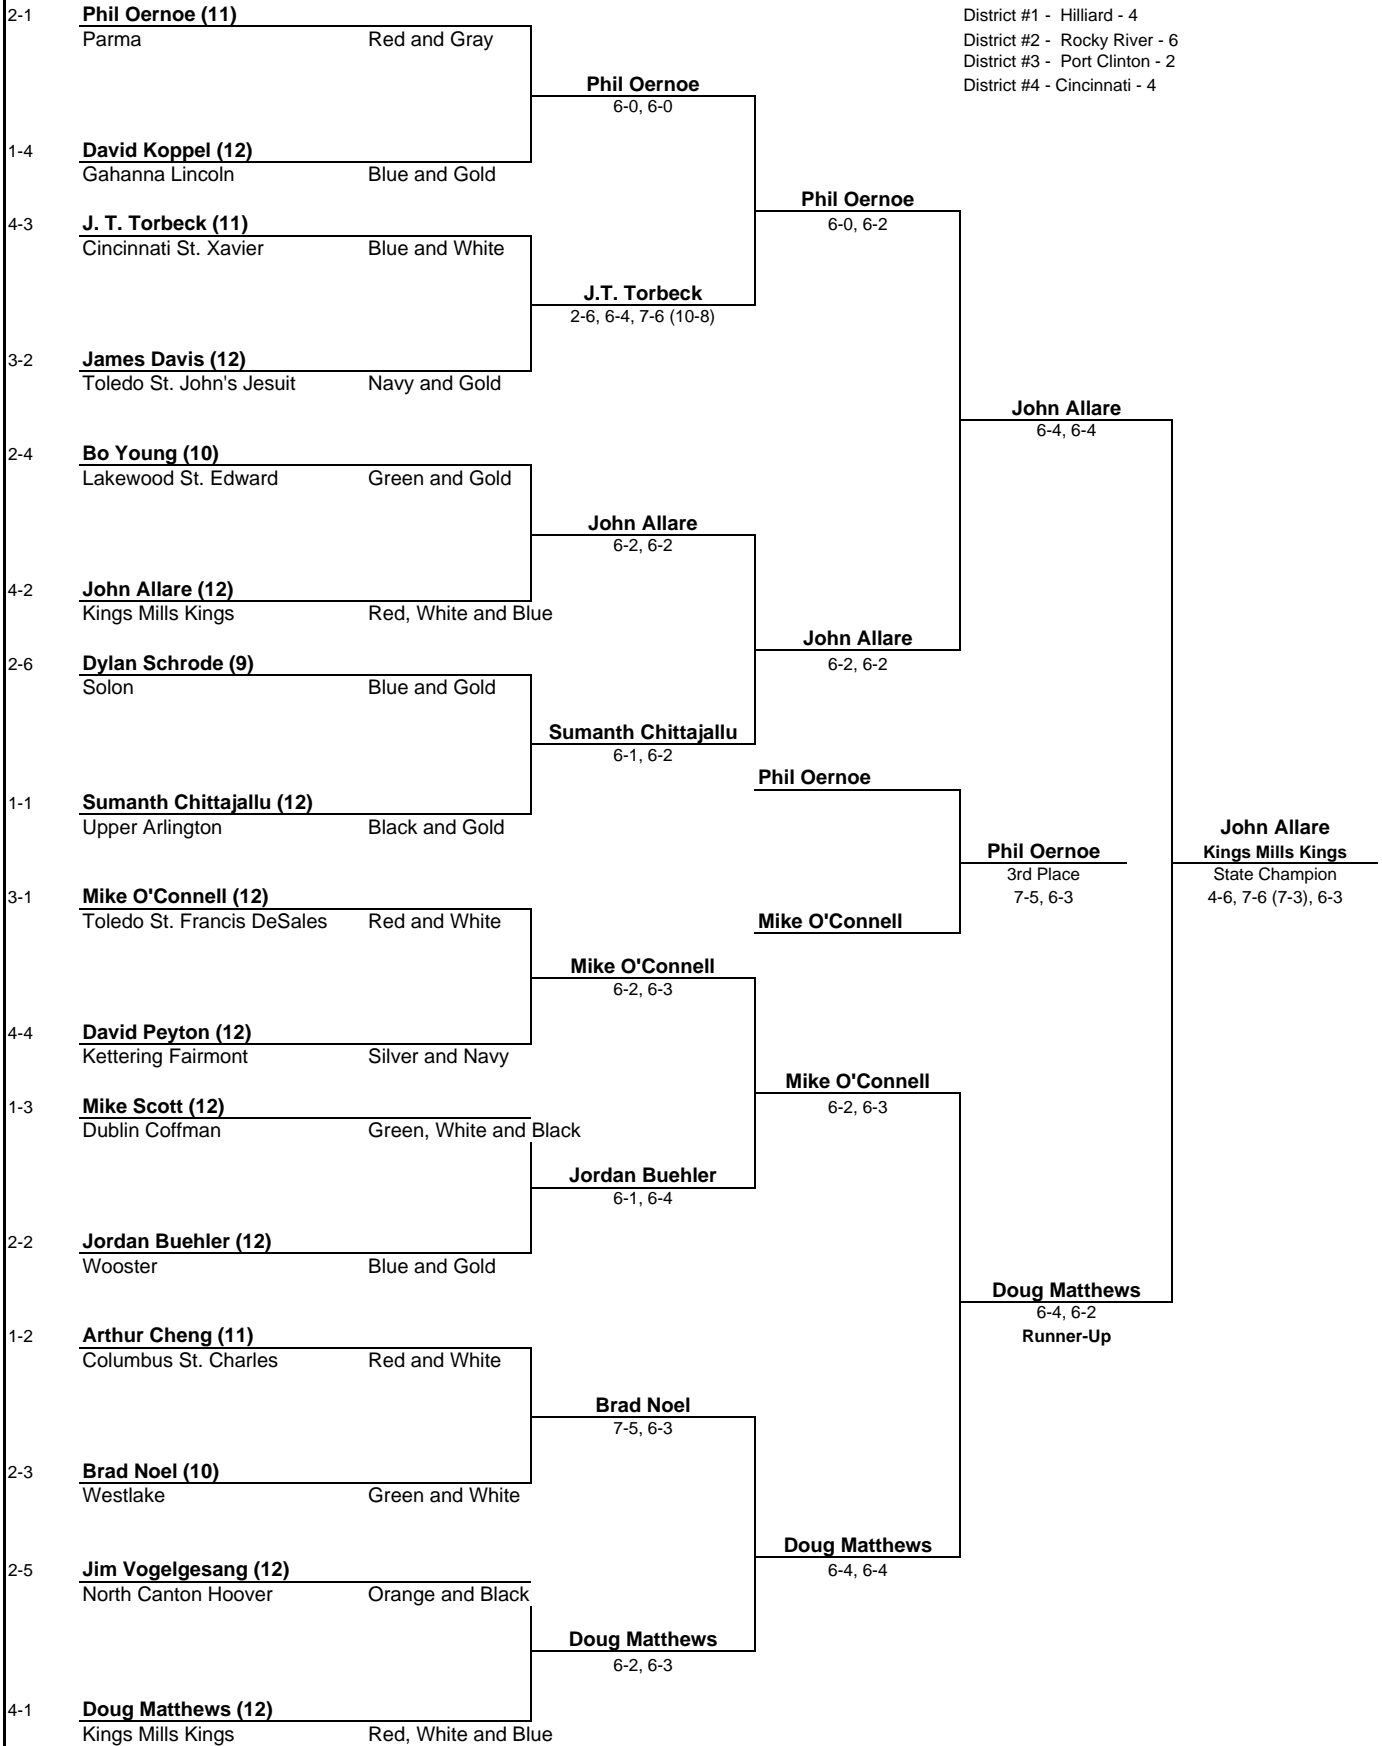 2-1 Phil Oernoe (11)
Parma Red and Gray
District #1 - Hilliard - 4
District #2 - Rocky River - 6
District #3 - Port Clinton - 2
District #4 - Cincinnati - 4
Phil Oernoe
6-0, 6-0
1-4 David Koppel (12)
Gahanna Lincoln Blue and Gold
Phil Oernoe
6-0, 6-2
4-3 J. T. Torbeck (11)
Cincinnati St. Xavier Blue and White
J.T. Torbeck
2-6, 6-4, 7-6 (10-8)
3-2 James Davis (12)
Toledo St. John's Jesuit Navy and Gold
John Allare
6-4, 6-4
2-4 Bo Young (10)
Lakewood St. Edward Green and Gold
John Allare
6-2, 6-2
4-2 John Allare (12)
Kings Mills Kings Red, White and Blue
John Allare
6-2, 6-2
2-6 Dylan Schrode (9)
Solon Blue and Gold
Sumanth Chittajallu
6-1, 6-2
Phil Oernoe
1-1 Sumanth Chittajallu (12)
Upper Arlington Black and Gold
John Allare
Kings Mills Kings
State Champion
4-6, 7-6 (7-3), 6-3
Phil Oernoe
3rd Place
7-5, 6-3
3-1 Mike O'Connell (12)
Toledo St. Francis DeSales Red and White
Mike O'Connell
Mike O'Connell
6-2, 6-3
4-4 David Peyton (12)
Kettering Fairmont Silver and Navy
Mike O'Connell
6-2, 6-3
1-3 Mike Scott (12)
Dublin Coffman Green, White and Black
Jordan Buehler
6-1, 6-4
2-2 Jordan Buehler (12)
Wooster Blue and Gold
Doug Matthews
6-4, 6-2
Runner-Up
1-2 Arthur Cheng (11)
Columbus St. Charles Red and White
Brad Noel
7-5, 6-3
2-3 Brad Noel (10)
Westlake Green and White
Doug Matthews
6-4, 6-4
2-5 Jim Vogelgesang (12)
North Canton Hoover Orange and Black
Doug Matthews
6-2, 6-3
4-1 Doug Matthews (12)
Kings Mills Kings Red, White and Blue